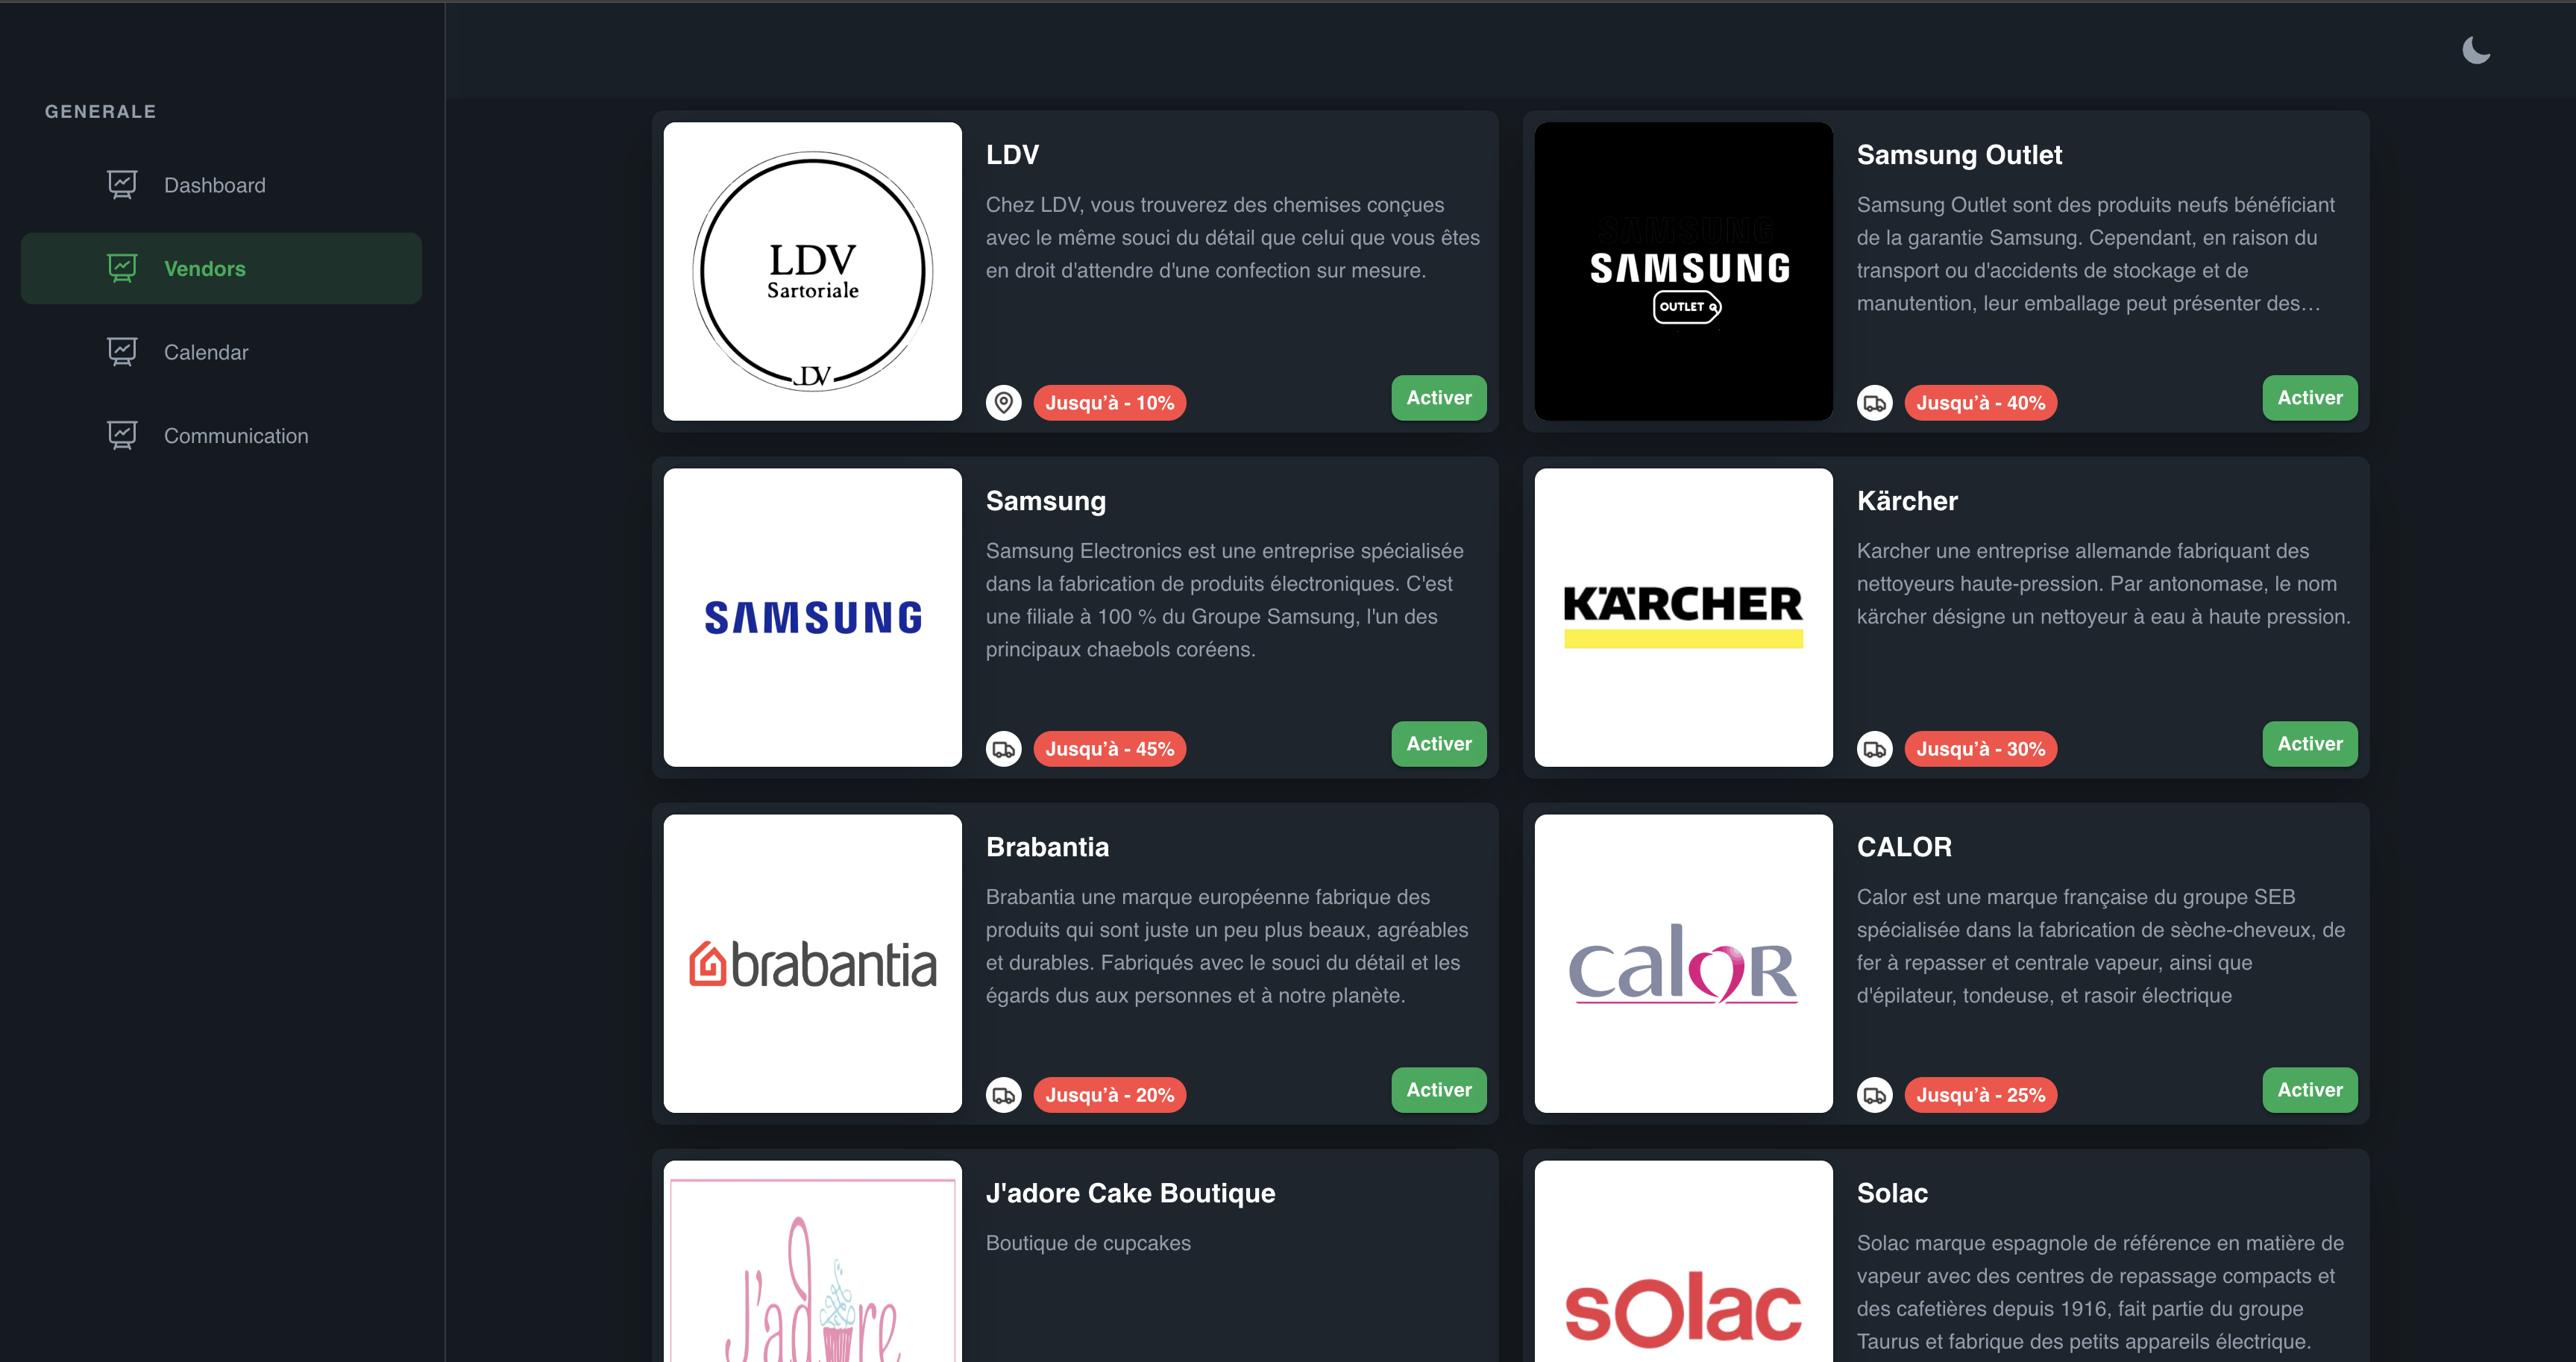 GENERALE
Dashboard
Vendors
Calendar
Communication
LDV
Sartoriale
LDV
LDV
Chez LDV, vous trouverez des chemises conçues
avec le même souci du détail que celui que vous êtes
en droit d'attendre d'une confection sur mesure.
Jusqu’à - 10%
Activer
SAMSUNG
SAMSUNG
OUTLET
Samsung Outlet
Samsung Outlet sont des produits neufs bénéficiant
de la garantie Samsung. Cependant, en raison du
transport ou d'accidents de stockage et de
manutention, leur emballage peut présenter des…
Jusqu’à - 40%
Activer
SAMSUNG
Samsung
Samsung Electronics est une entreprise spécialisée
dans la fabrication de produits électroniques. C'est
une filiale à 100 % du Groupe Samsung, l'un des
principaux chaebols coréens.
Jusqu’à - 45%
Activer
KÄRCHER
Kärcher
Karcher une entreprise allemande fabriquant des
nettoyeurs haute-pression. Par antonomase, le nom
kärcher désigne un nettoyeur à eau à haute pression.
Jusqu’à - 30%
Activer
brabantia
Brabantia
Brabantia une marque européenne fabrique des
produits qui sont juste un peu plus beaux, agréables
et durables. Fabriqués avec le souci du détail et les
égards dus aux personnes et à notre planète.
Jusqu’à - 20%
Activer
calor
CALOR
Calor est une marque française du groupe SEB
spécialisée dans la fabrication de sèche-cheveux, de
fer à repasser et centrale vapeur, ainsi que
d'épilateur, tondeuse, et rasoir électrique
Jusqu’à - 25%
Activer
J'adore
J'adore Cake Boutique
Boutique de cupcakes
solac
Solac
Solac marque espagnole de référence en matière de
vapeur avec des centres de repassage compacts et
des cafetières depuis 1916, fait partie du groupe
Taurus et fabrique des petits appareils électrique.